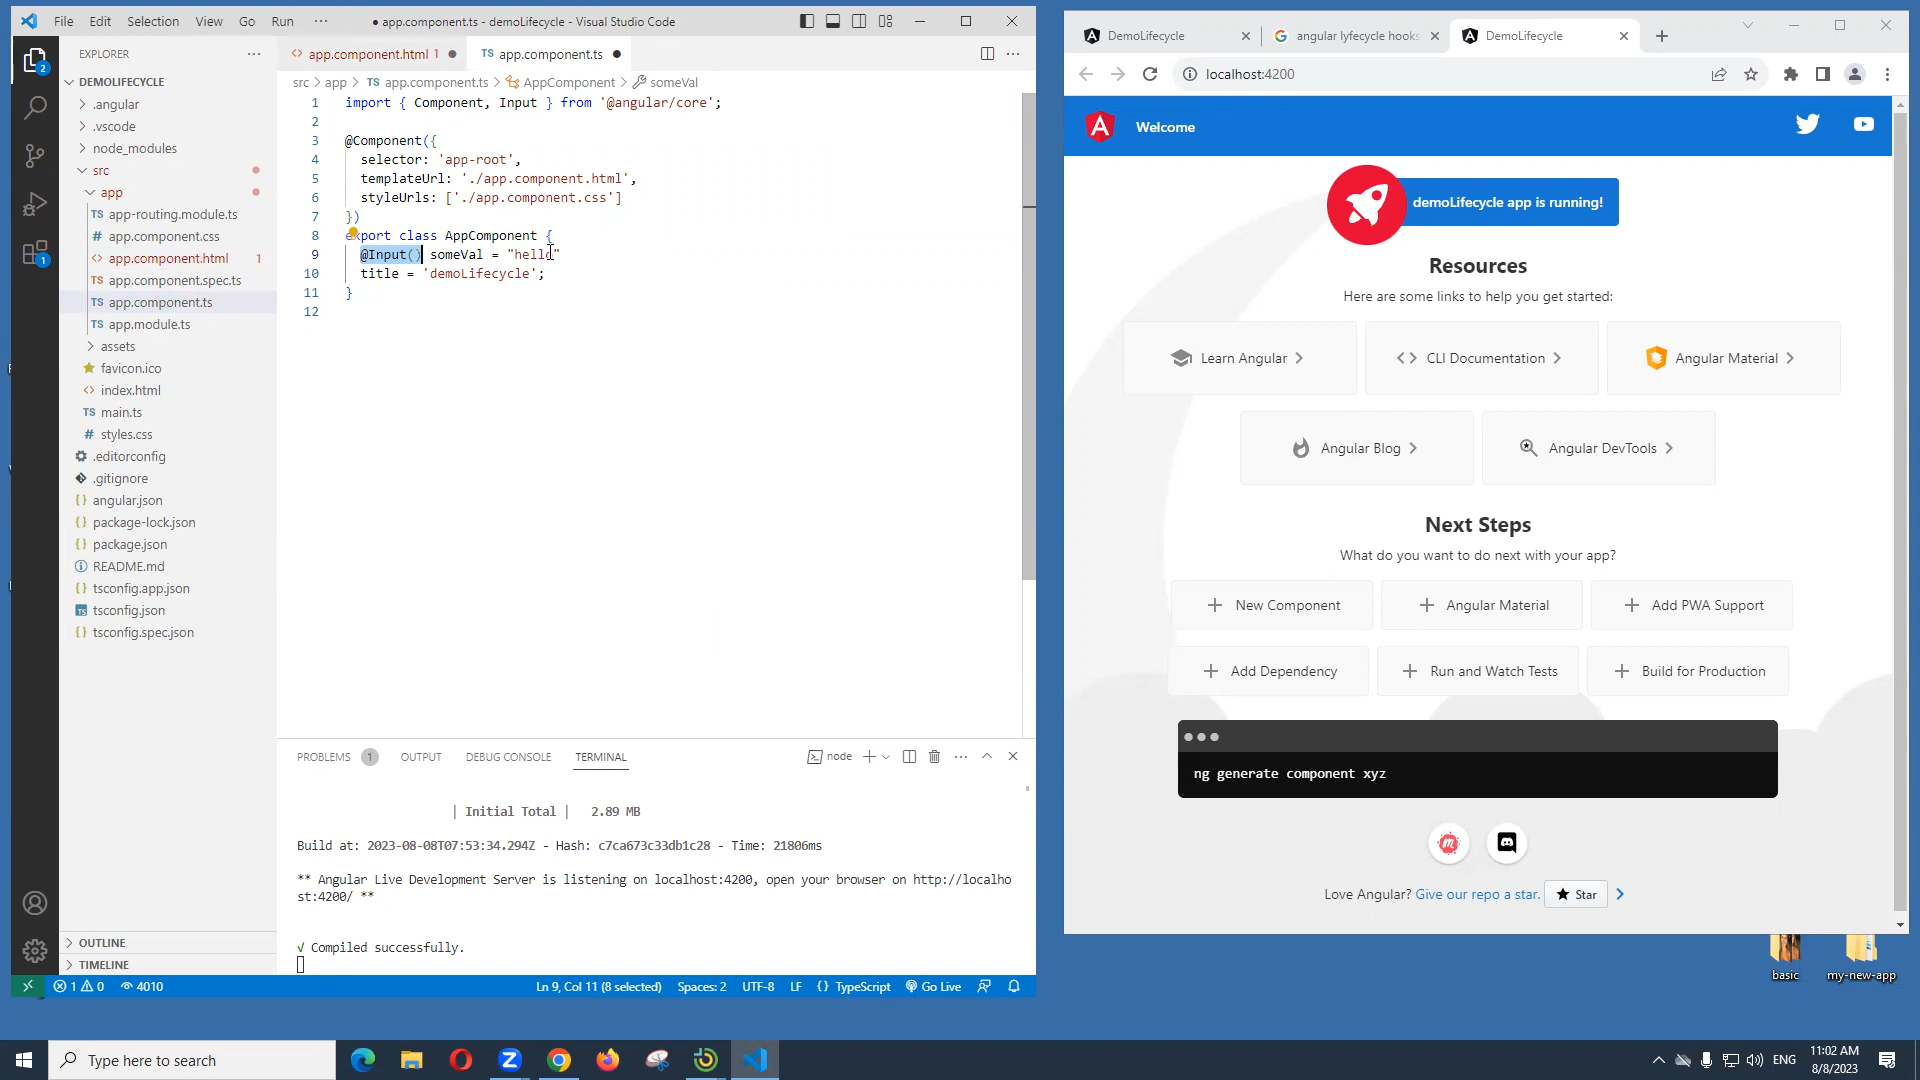 File Edit Selection View Go Run ··· ● app.component.ts - demoLifecycle - Visual Studio Code
EXPLORER ···
DEMOLIFECYCLE
.angular
.vscode
node_modules
src
app
TS app-routing.module.ts
# app.component.css
<> app.component.html 1
TS app.component.spec.ts
TS app.component.ts
TS app.module.ts
assets
favicon.ico
<> index.html
TS main.ts
# styles.css
.editorconfig
.gitignore
{} angular.json
{} package-lock.json
{} package.json
README.md
{} tsconfig.app.json
TS tsconfig.json
{} tsconfig.spec.json
OUTLINE
TIMELINE
2
1
<> app.component.html 1 ● TS app.component.ts ●
src > app > TS app.component.ts > AppComponent > someVal
1 import { Component, Input } from '@angular/core';
2
3 @Component({
4 selector: 'app-root',
5 templateUrl: './app.component.html',
6 styleUrls: ['./app.component.css']
7 })
8 export class AppComponent {
9 @Input() someVal = "hello"
10 title = 'demoLifecycle';
11 }
12
PROBLEMS 1 OUTPUT DEBUG CONSOLE TERMINAL node
| Initial Total | 2.89 MB
Build at: 2023-08-08T07:53:34.294Z - Hash: c7ca673c33db1c28 - Time: 21806ms
** Angular Live Development Server is listening on localhost:4200, open your browser on http://localho
st:4200/ **
√ Compiled successfully.
1 0 4010 Ln 9, Col 11 (8 selected) Spaces: 2 UTF-8 LF {} TypeScript Go Live
DemoLifecycle angular lyfecycle hooks DemoLifecycle
localhost:4200
Welcome
demoLifecycle app is running!
Resources
Here are some links to help you get started:
Learn Angular
CLI Documentation
Angular Material
Angular Blog
Angular DevTools
Next Steps
What do you want to do next with your app?
New Component
Angular Material
Add PWA Support
Add Dependency
Run and Watch Tests
Build for Production
ng generate component xyz
Love Angular? Give our repo a star. Star
basic
my-new-app
Type here to search
ENG
11:02 AM
8/8/2023